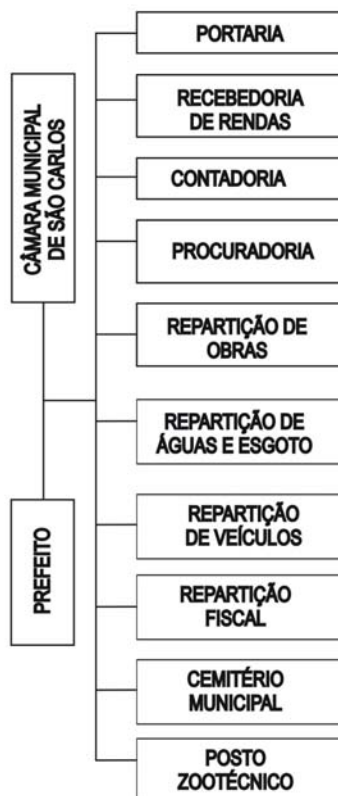 CÂMARA MUNICIPAL
DE SÃO CARLOS
PREFEITO
PORTARIA
RECEBEDORIA
DE RENDAS
CONTADORIA
PROCURADORIA
REPARTIÇÃO DE
OBRAS
REPARTIÇÃO DE
ÁGUAS E ESGOTO
REPARTIÇÃO
DE VEÍCULOS
REPARTIÇÃO
FISCAL
CEMITÉRIO
MUNICIPAL
POSTO
ZOOTÉCNICO